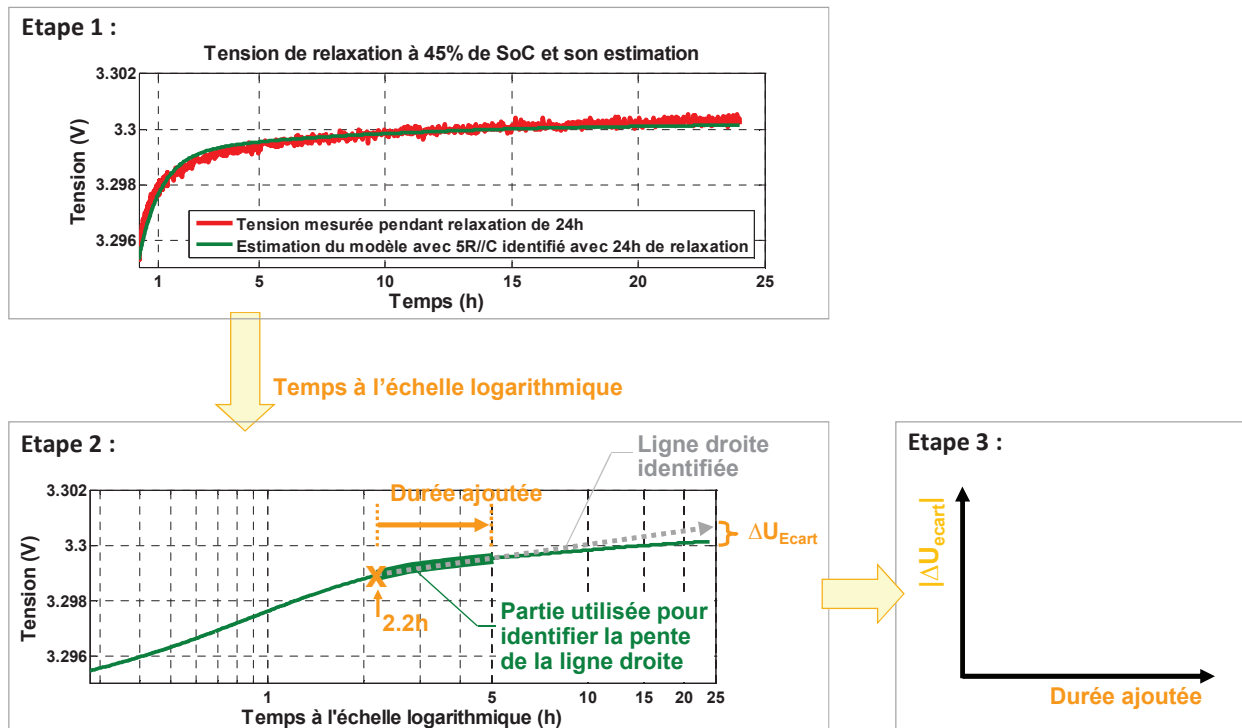 Etape 1 :
Tension de relaxation à 45% de SoC et son estimation
3.302
3.3
3.298
3.296
Tension (V)
Tension mesurée pendant relaxation de 24h
Estimation du modèle avec 5R//C identifié avec 24h de relaxation
1 5 10 15 20 25
Temps (h)
Temps à l'échelle logarithmique
Etape 2 :
Ligne droite
identifiée
Durée ajoutée
3.302
3.3
3.298
3.296
Tension (V)
ΔU_Ecart
X
2.2h
Partie utilisée pour
identifier la pente
de la ligne droite
1 5 10 15 20 25
Temps à l'échelle logarithmique (h)
Etape 3 :
|ΔU_ecart|
Durée ajoutée